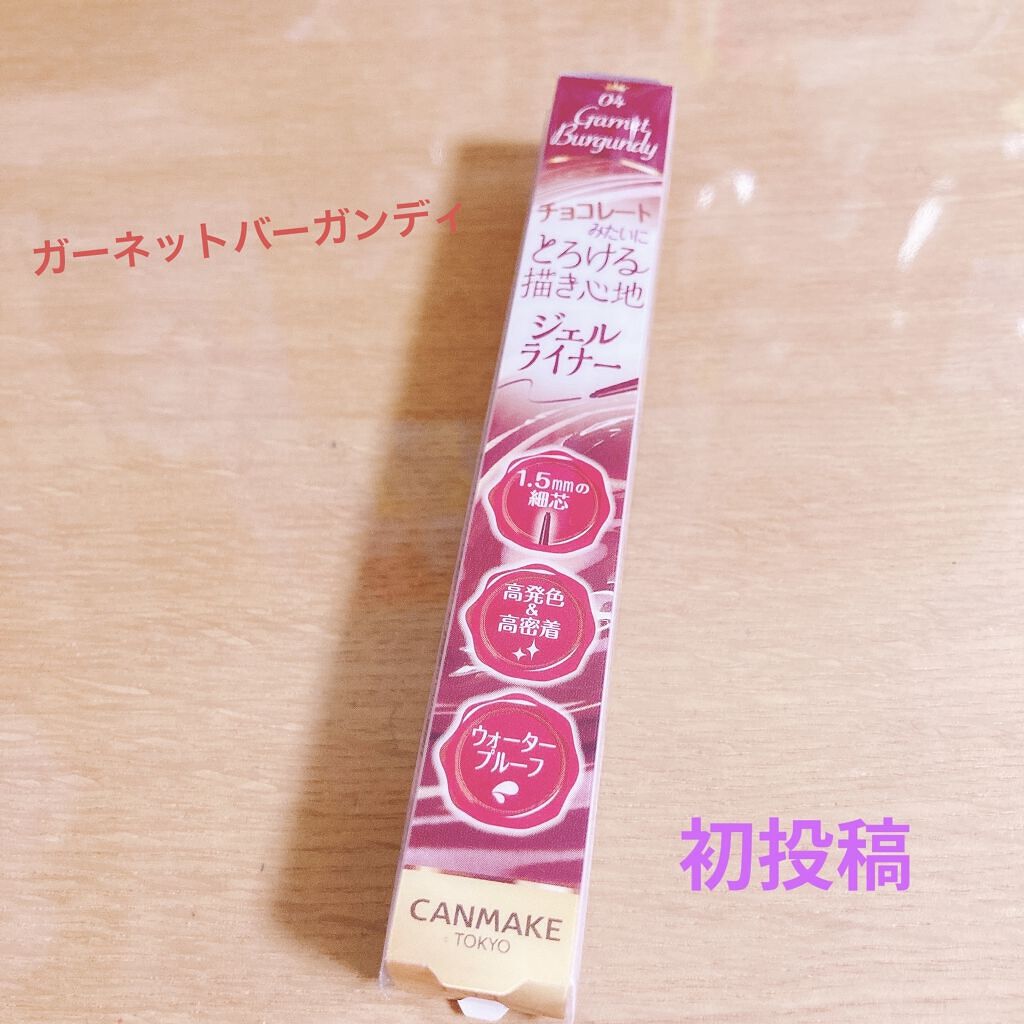 04
Garnet
Burgundy
チョコレート
みたいに
とろける
描き心地
ジェル
ライナー
ガーネットバーガンディ
1.5mmの
細芯
高発色
&
高密着
ウォーター
プルーフ
初投稿
CANMAKE
TOKYO